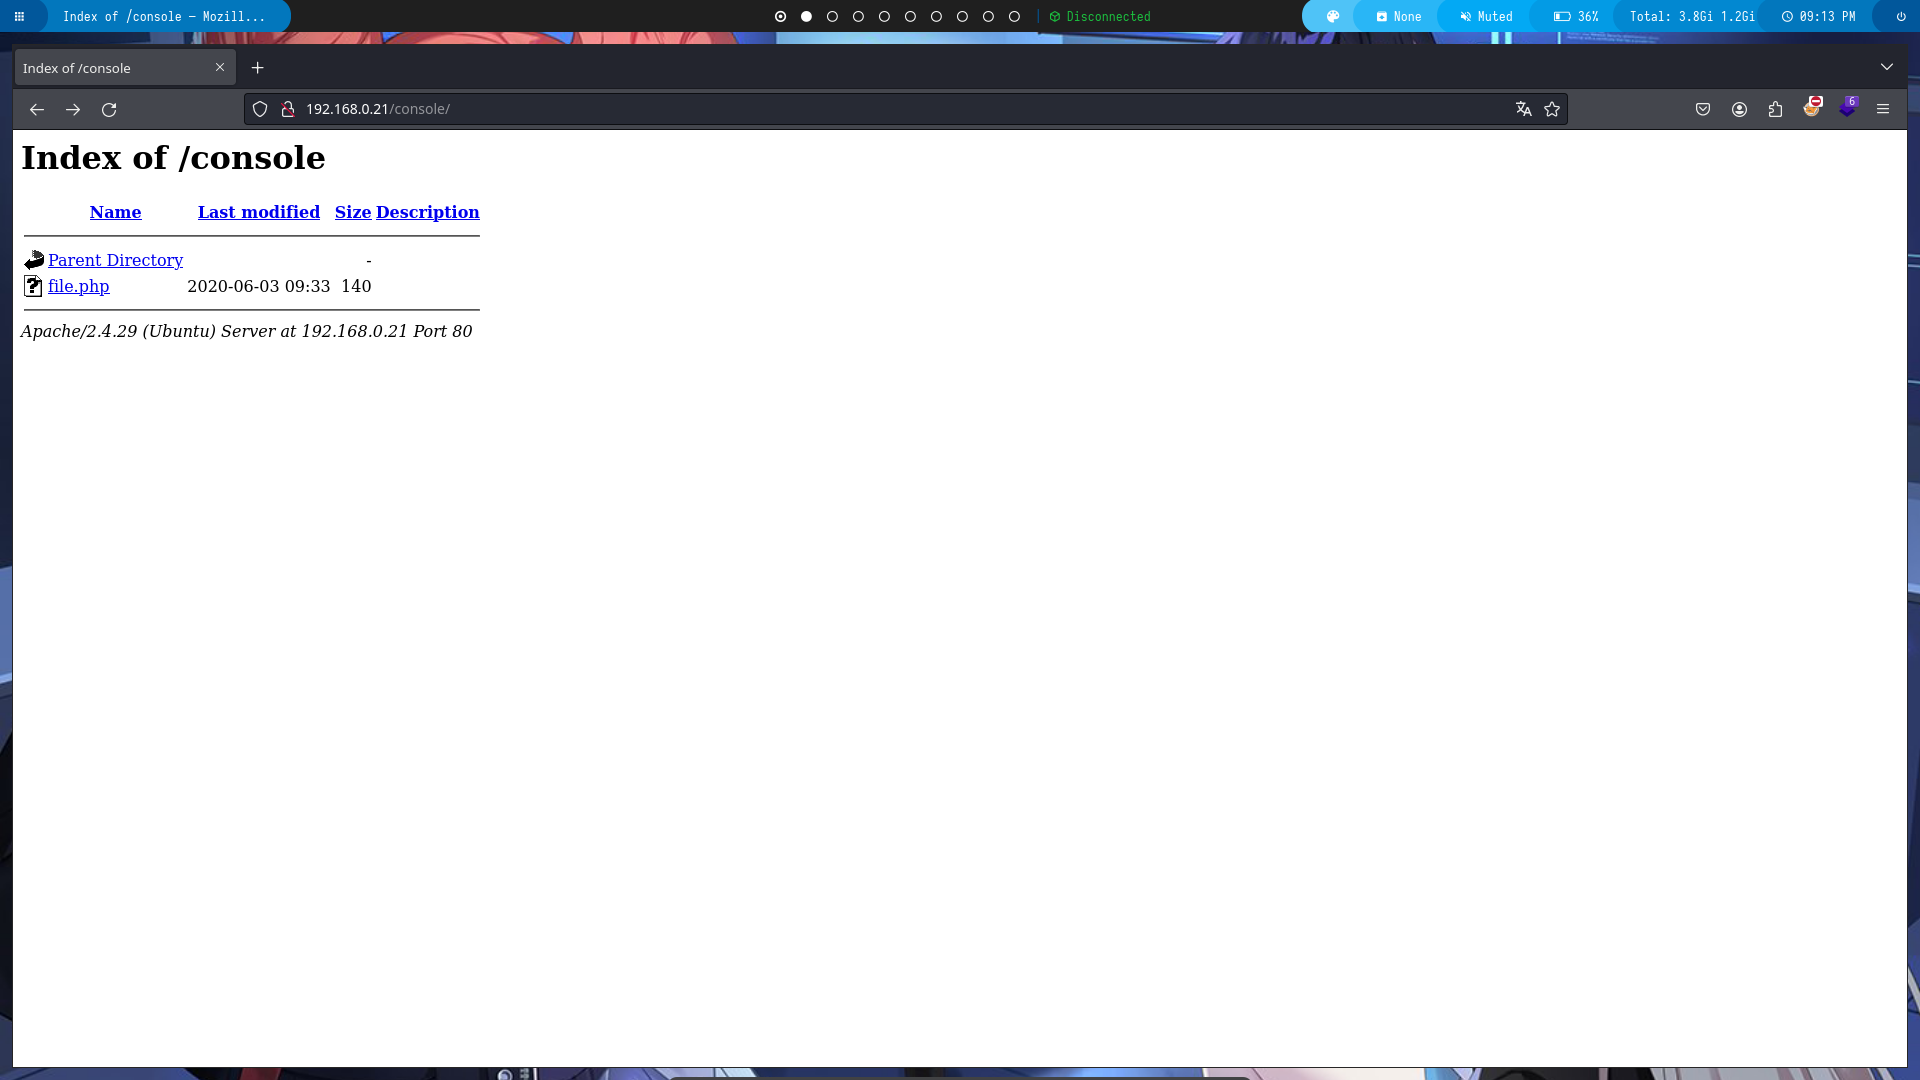 Index of /console — Mozill...
Disconnected
None
Muted
36%
Total: 3.8Gi 1.2Gi
09:13 PM
Index of /console
192.168.0.21/console/
6
Index of /console
Name Last modified Size Description
Parent Directory -
file.php 2020-06-03 09:33 140
Apache/2.4.29 (Ubuntu) Server at 192.168.0.21 Port 80